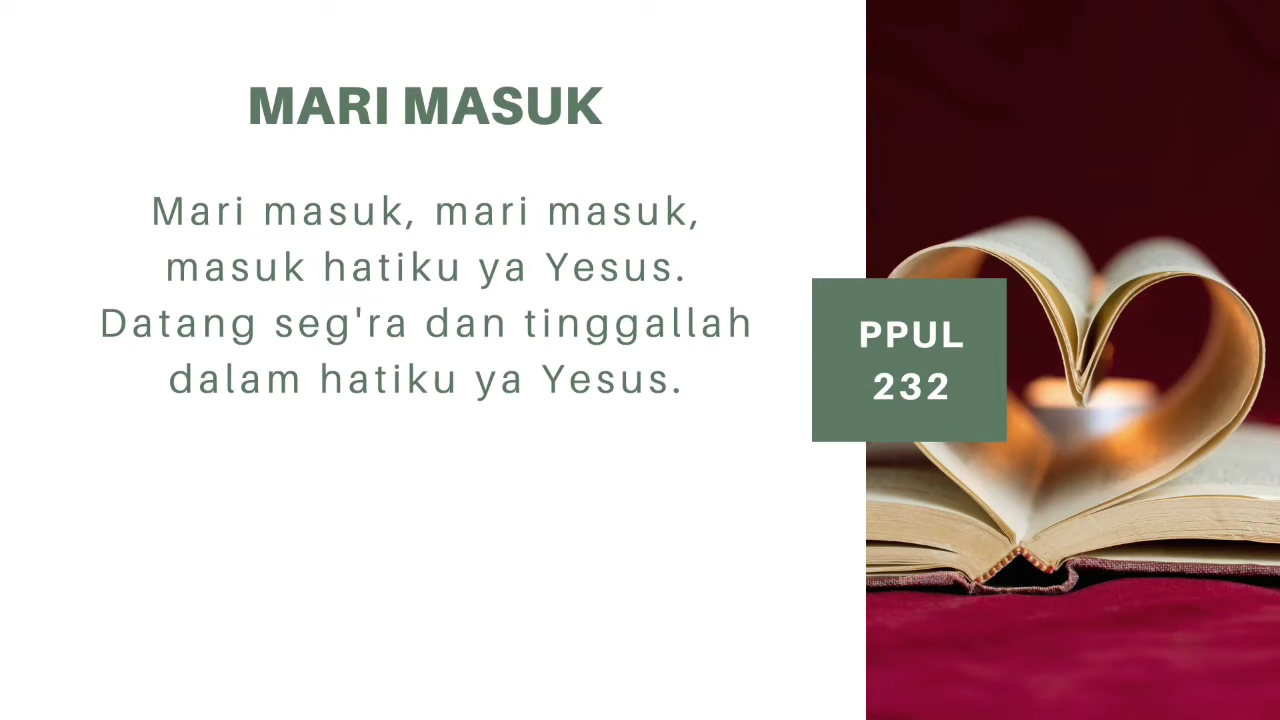 MARI MASUK
Mari masuk, mari masuk,
masuk hatiku ya Yesus.
Datang seg'ra dan tinggallah
dalam hatiku ya Yesus.
PPUL
232